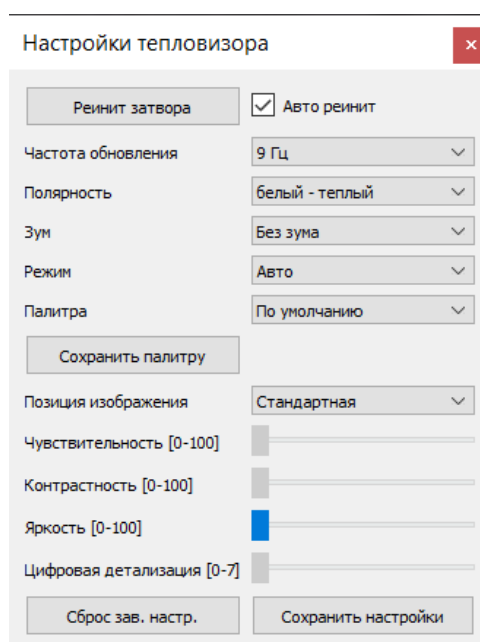 Настройки тепловизора
Реинит затвора Авто реинит
Частота обновления 9 Гц
Полярность белый - теплый
Зум Без зума
Режим Авто
Палитра По умолчанию
Сохранить палитру
Позиция изображения Стандартная
Чувствительность [0-100]
Контрастность [0-100]
Яркость [0-100]
Цифровая детализация [0-7]
Сброс зав. настр. Сохранить настройки